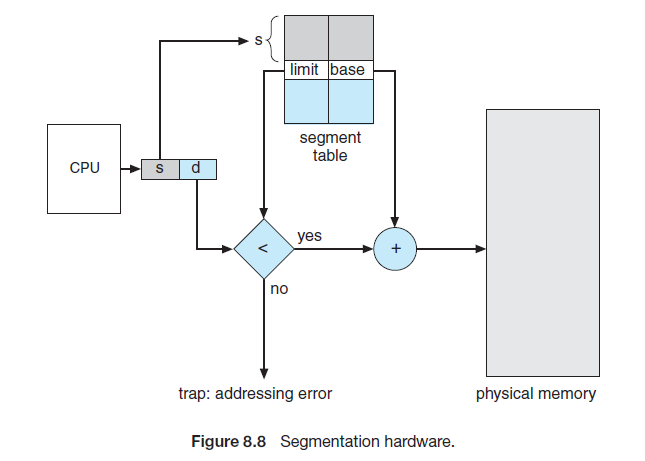 s
limit base
segment
table
CPU
s d
< yes +
no
trap: addressing error
physical memory
Figure 8.8 Segmentation hardware.